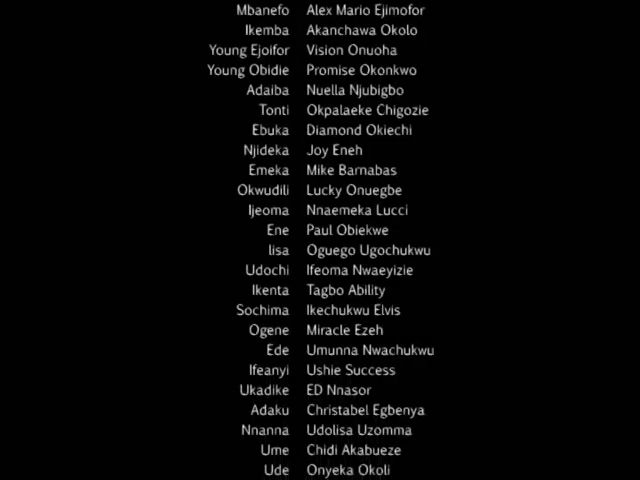 Mbanefo Alex Mario Ejimofor
Ikemba Akanchawa Okolo
Young Ejoifor Vision Onuoha
Young Obidie Promise Okonkwo
Adaiba Nuella Njubigbo
Tonti Okpalaeke Chigozie
Ebuka Diamond Okiechi
Njideka Joy Eneh
Emeka Mike Barnabas
Okwudili Lucky Onuegbe
Ijeoma Nnaemeka Lucci
Ene Paul Obiekwe
lisa Oguego Ugochukwu
Udochi Ifeoma Nwaeyizie
Ikenta Tagbo Ability
Sochima Ikechukwu Elvis
Ogene Miracle Ezeh
Ede Umunna Nwachukwu
Ifeanyi Ushie Success
Ukadike ED Nnasor
Adaku Christabel Egbenya
Nnanna Udolisa Uzomma
Ume Chidi Akabueze
Ude Onyeka Okoli